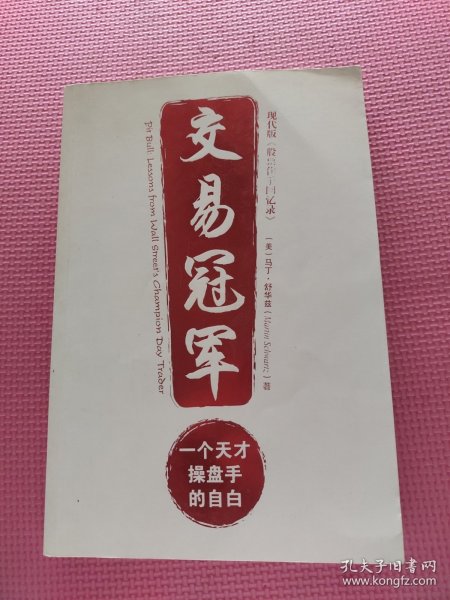 交易冠军
Pit Bull: Lessons from Wall Street's Champion Day Trader
现代版《股票作手回忆录》
（美）马丁·舒华兹（Martin Schwartz）著
一个天才
操盘手
的自白
孔夫子旧书网
www.kongfz.com